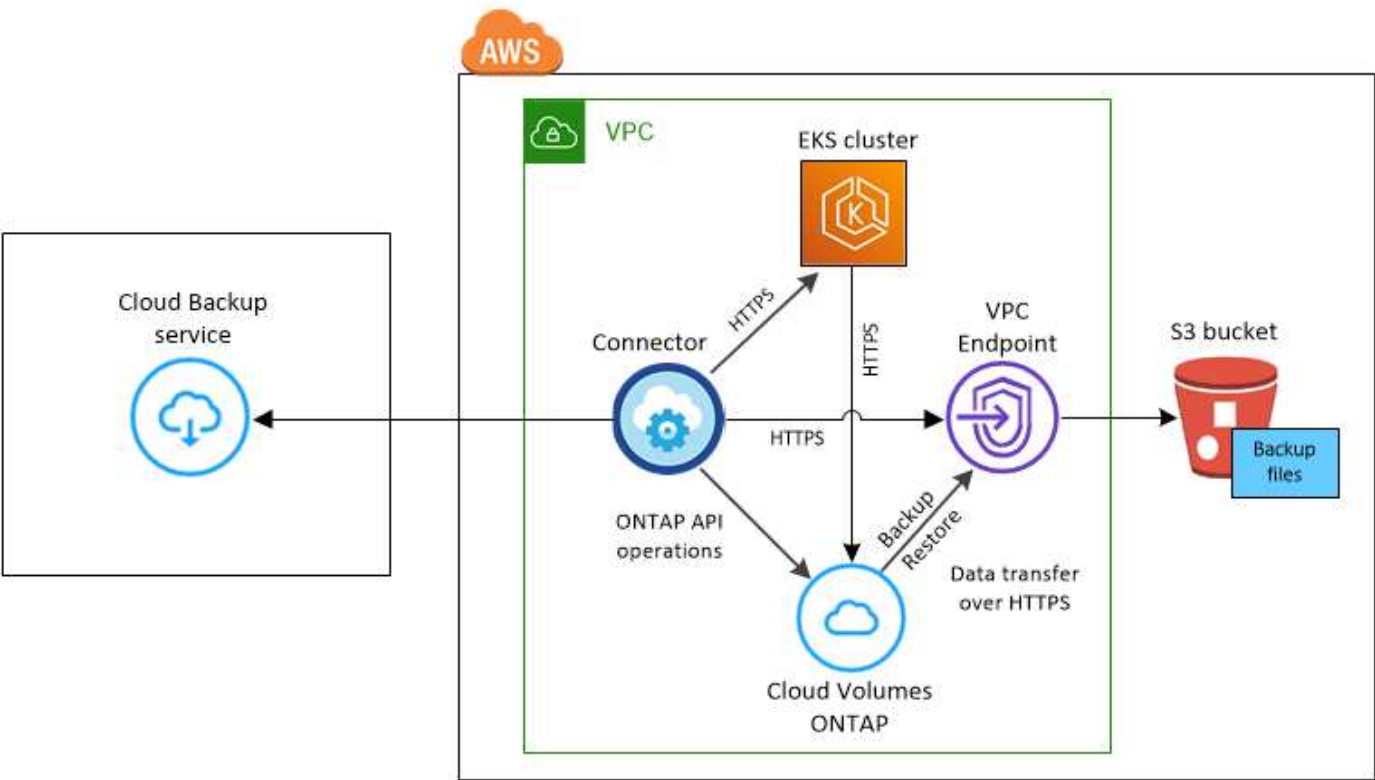 AWS
VPC
EKS cluster
HTTPS
HTTPS
Cloud Backup
service
Connector
VPC
Endpoint
S3 bucket
K
HTTPS
Backup
files
ONTAP API
operations
Backup
Restore
Data transfer
over HTTPS
Cloud Volumes
ONTAP